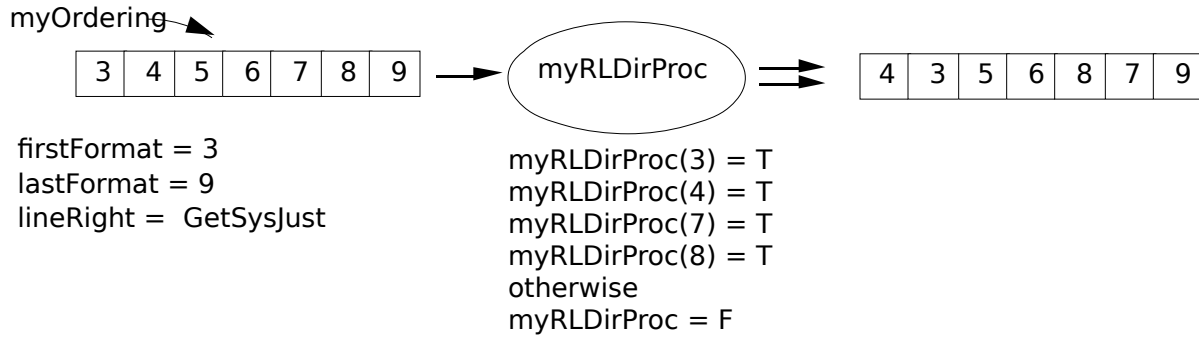 myOrdering
3 4 5 6 7 8 9
myRLDirProc
4 3 5 6 8 7 9
firstFormat = 3
lastFormat = 9
lineRight = GetSysJust
myRLDirProc(3) = T
myRLDirProc(4) = T
myRLDirProc(7) = T
myRLDirProc(8) = T
otherwise
myRLDirProc = F